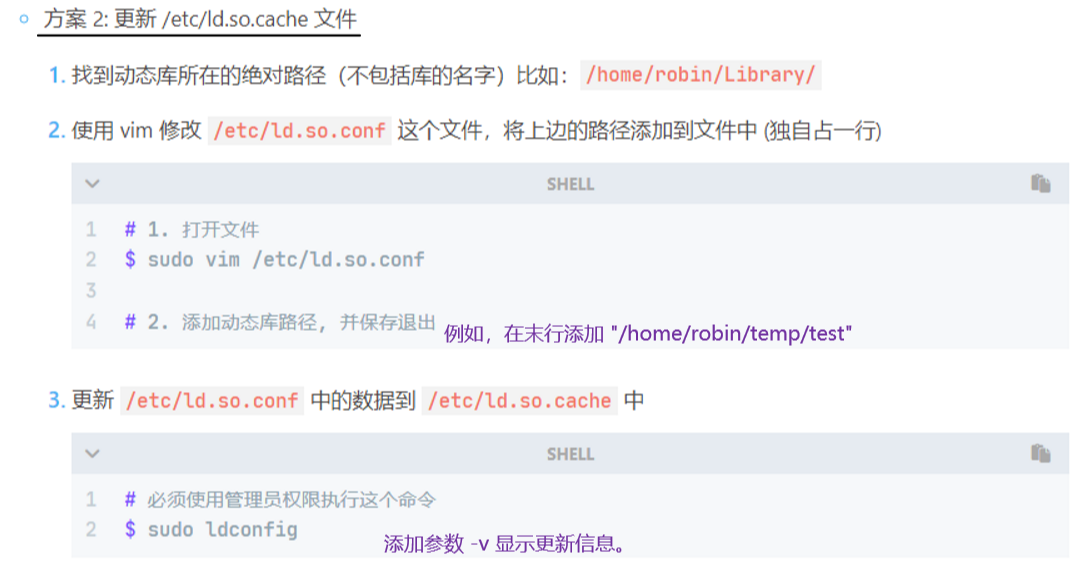 方案 2: 更新 /etc/ld.so.cache 文件
1. 找到动态库所在的绝对路径（不包括库的名字）比如： /home/robin/Library/
2. 使用 vim 修改 /etc/ld.so.conf 这个文件，将上边的路径添加到文件中 (独自占一行)
SHELL
1 # 1. 打开文件
2 $ sudo vim /etc/ld.so.conf
3
4 # 2. 添加动态库路径, 并保存退出 例如，在末行添加 "/home/robin/temp/test"
3. 更新 /etc/ld.so.conf 中的数据到 /etc/ld.so.cache 中
SHELL
1 # 必须使用管理员权限执行这个命令
2 $ sudo ldconfig
添加参数 -v 显示更新信息。